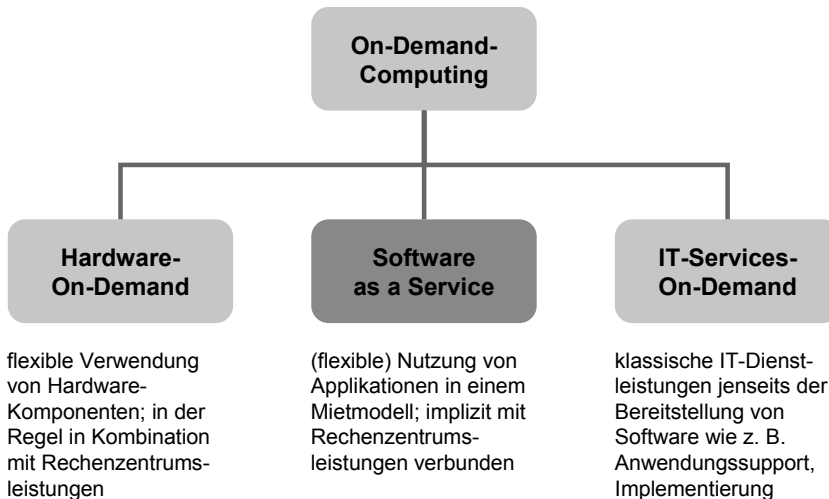 On-Demand-
Computing
Hardware-
On-Demand
Software
as a Service
IT-Services-
On-Demand
flexible Verwendung
von Hardware-
Komponenten; in der
Regel in Kombination
mit Rechenzentrums-
leistungen
(flexible) Nutzung von
Applikationen in einem
Mietmodell; implizit mit
Rechenzentrums-
leistungen verbunden
klassische IT-Dienst-
leistungen jenseits der
Bereitstellung von
Software wie z. B.
Anwendungssupport,
Implementierung